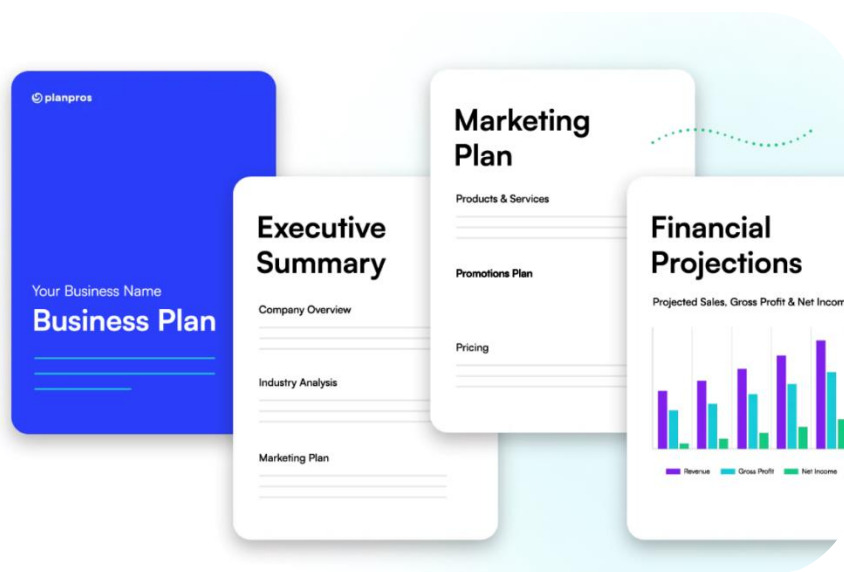 planpros
Your Business Name
Business Plan
Executive
Summary
Company Overview
Industry Analysis
Marketing Plan
Marketing
Plan
Products & Services
Promotions Plan
Pricing
Financial
Projections
Projected Sales, Gross Profit & Net Incom
Revenue
Gross Profit
Net Income